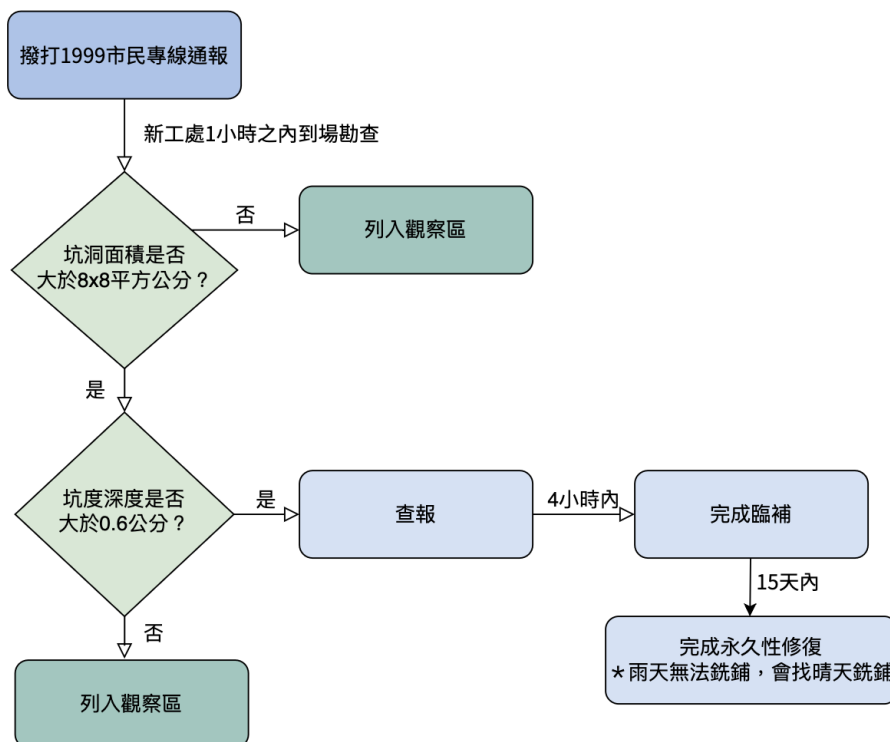 撥打1999市民專線通報
新工處1小時之內到場勘查
坑洞面積是否
大於8x8平方公分？
否
列入觀察區
是
坑度深度是否
大於0.6公分？
是
查報
4小時內
完成臨補
15天內
完成永久性修復
＊雨天無法銑鋪，會找晴天銑鋪
否
列入觀察區